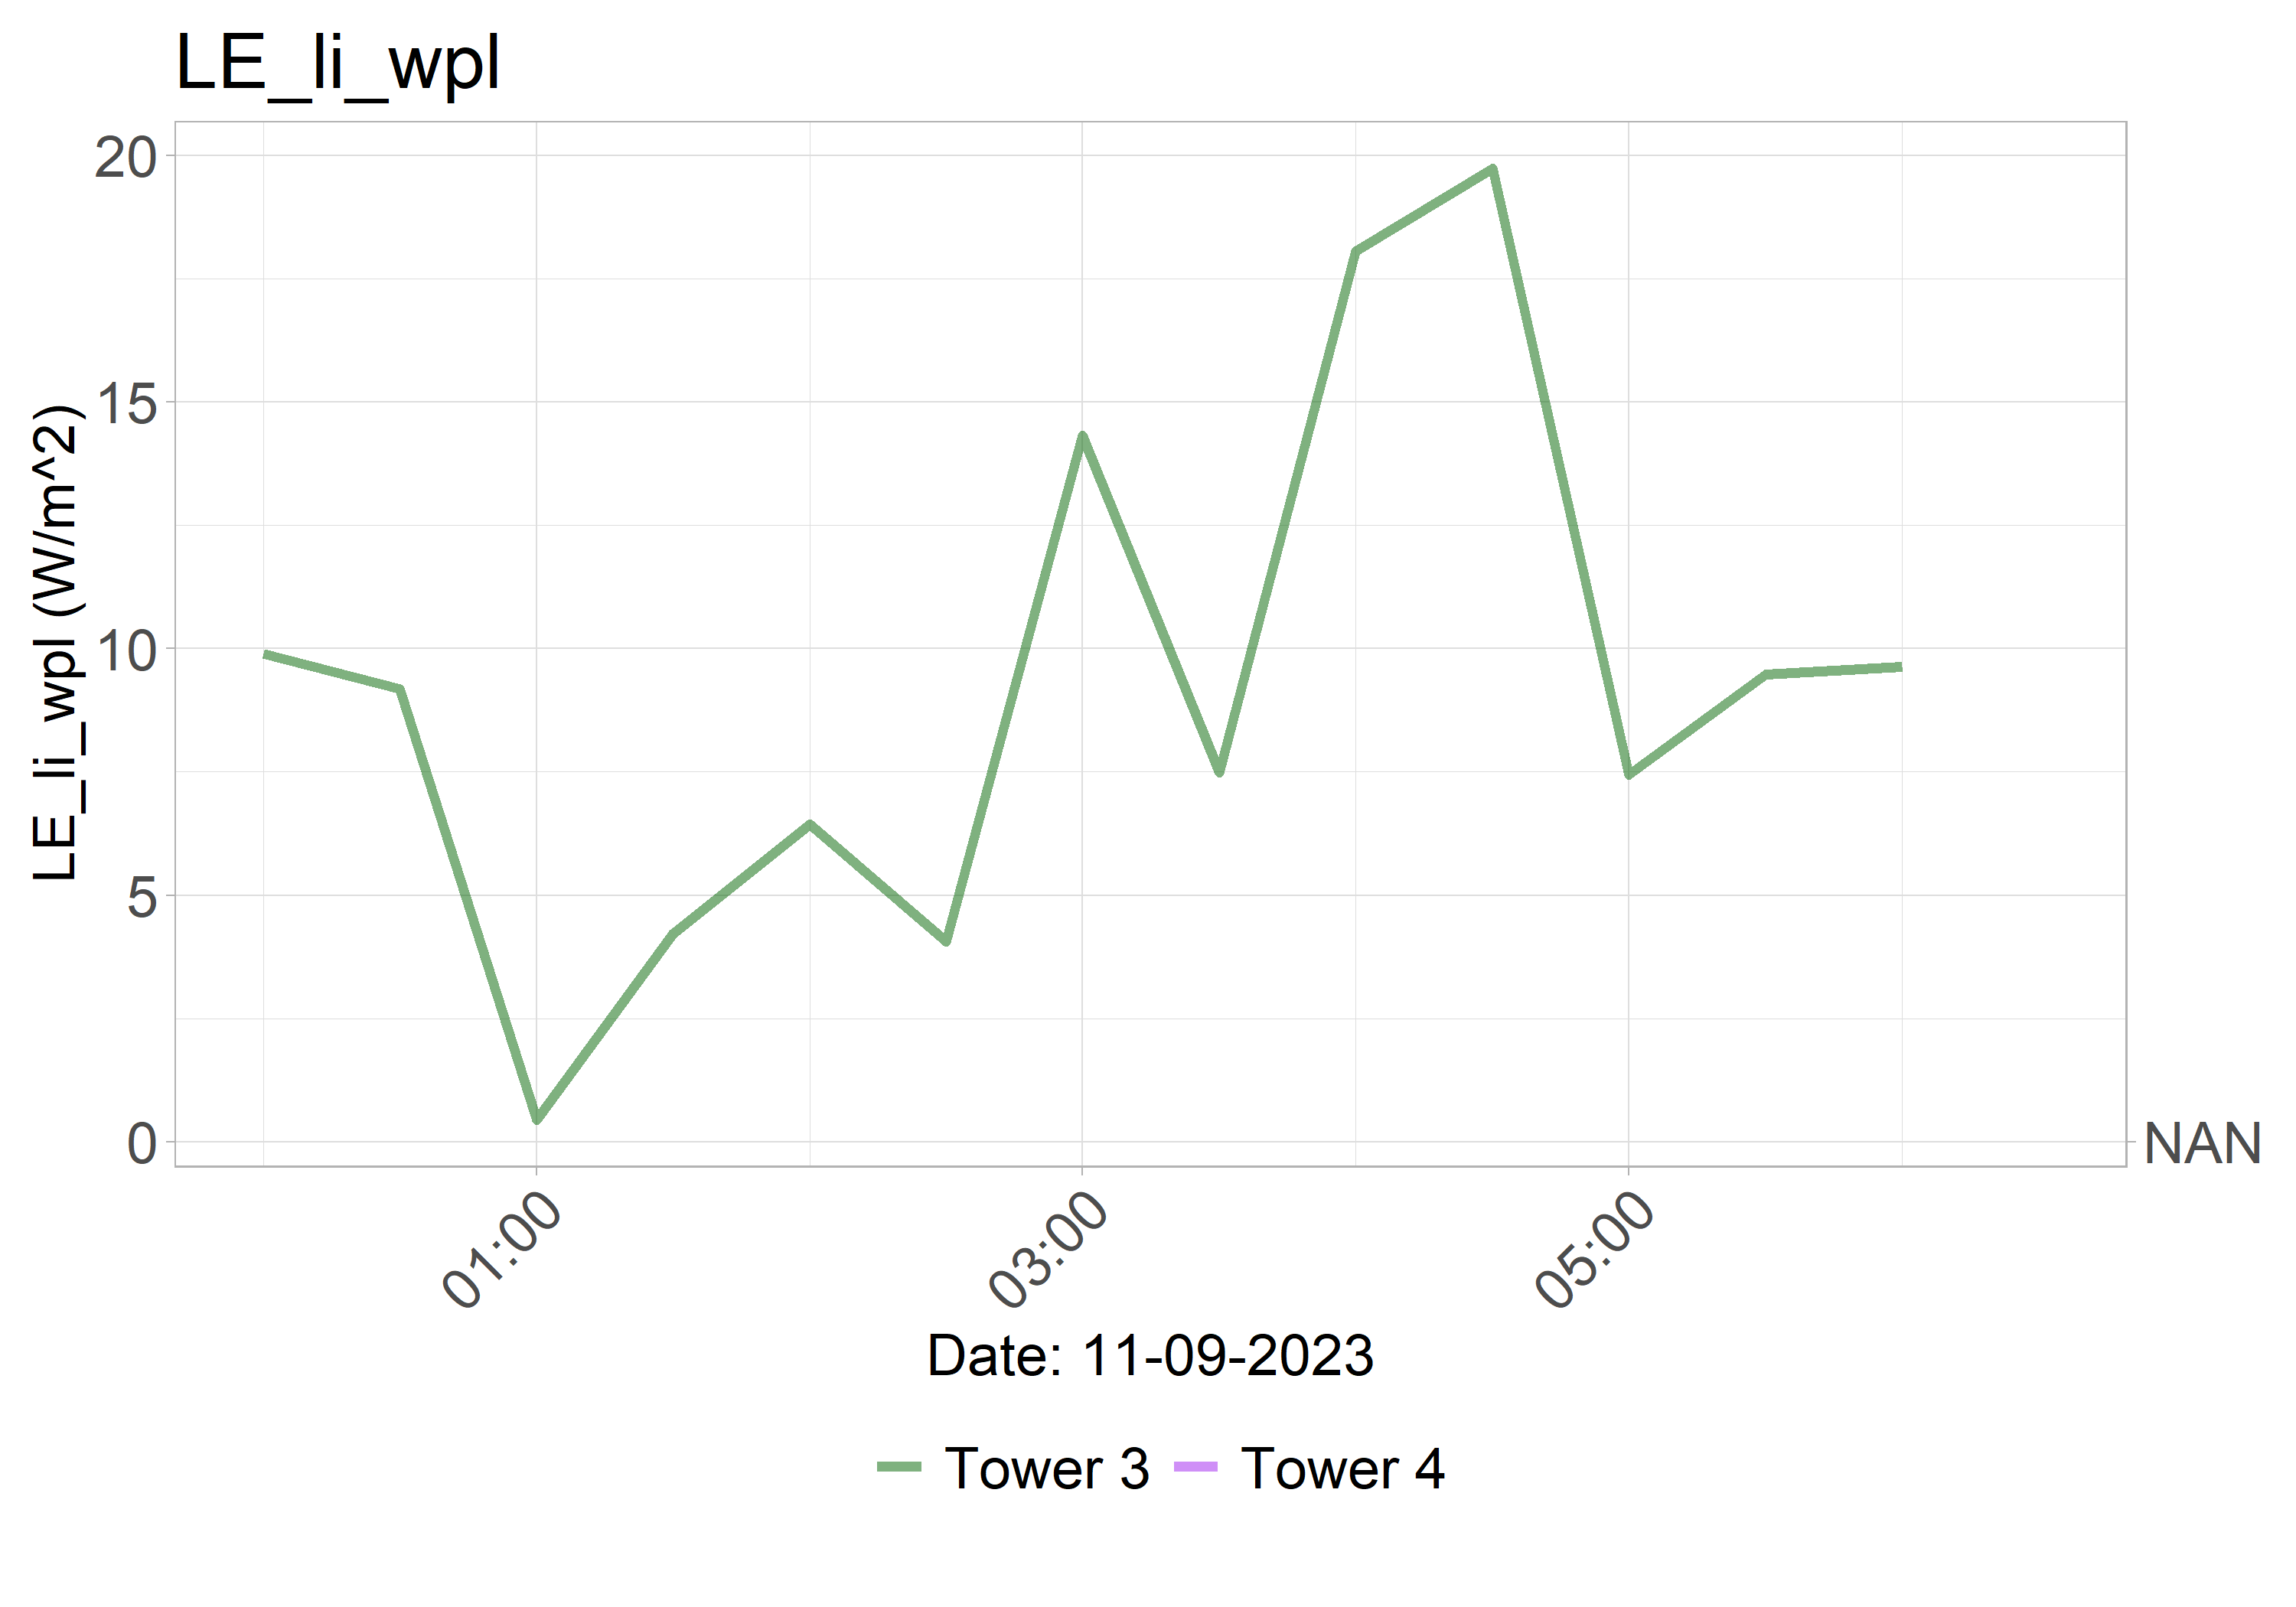 LE_li_wpl
LE_li_wpl (W/m^2)
20
15
10
5
0
NAN
01:00
03:00
05:00
Date: 11-09-2023
Tower 3
Tower 4